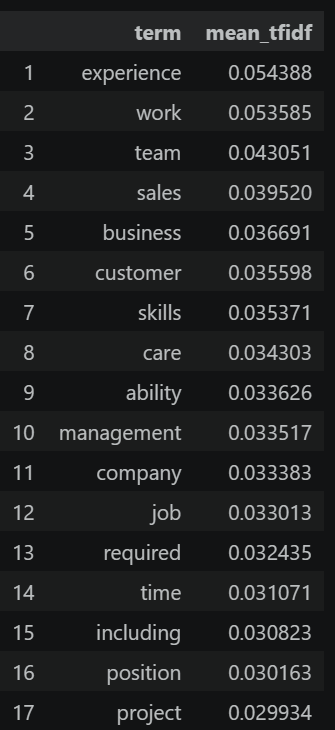 term mean_tfidf
1 experience 0.054388
2 work 0.053585
3 team 0.043051
4 sales 0.039520
5 business 0.036691
6 customer 0.035598
7 skills 0.035371
8 care 0.034303
9 ability 0.033626
10 management 0.033517
11 company 0.033383
12 job 0.033013
13 required 0.032435
14 time 0.031071
15 including 0.030823
16 position 0.030163
17 project 0.029934